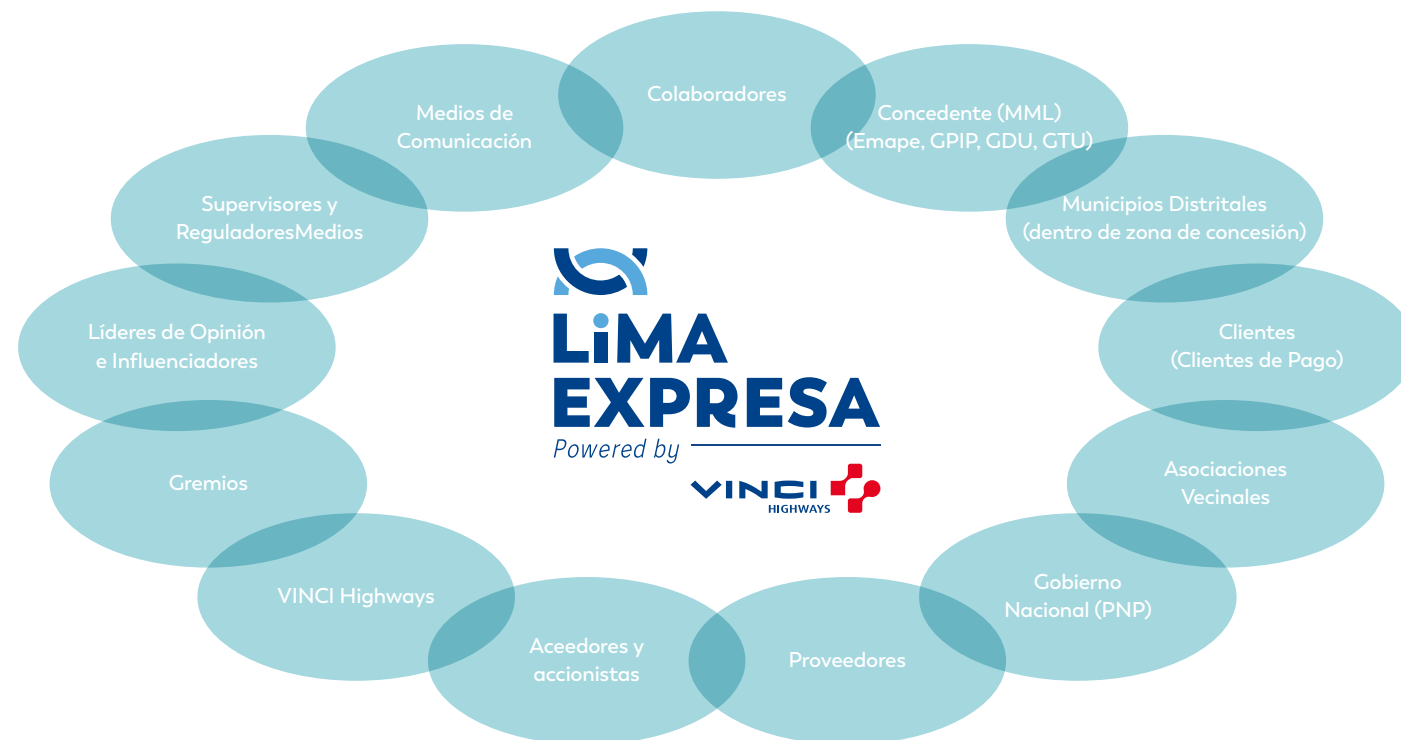 Colaboradores
Concedente (MML)
(Emape, GPIP, GDU, GTU)
Municipios Distritales
(dentro de zona de concesión)
Clientes
(Clientes de Pago)
Asociaciones
Vecinales
Gobierno
Nacional (PNP)
Proveedores
Aceedores y
accionistas
VINCI Highways
Gremios
Líderes de Opinión
e Influenciadores
Supervisores y
ReguladoresMedios
Medios de
Comunicación
LiMA
EXPRESA
Powered by
VINCI
HIGHWAYS